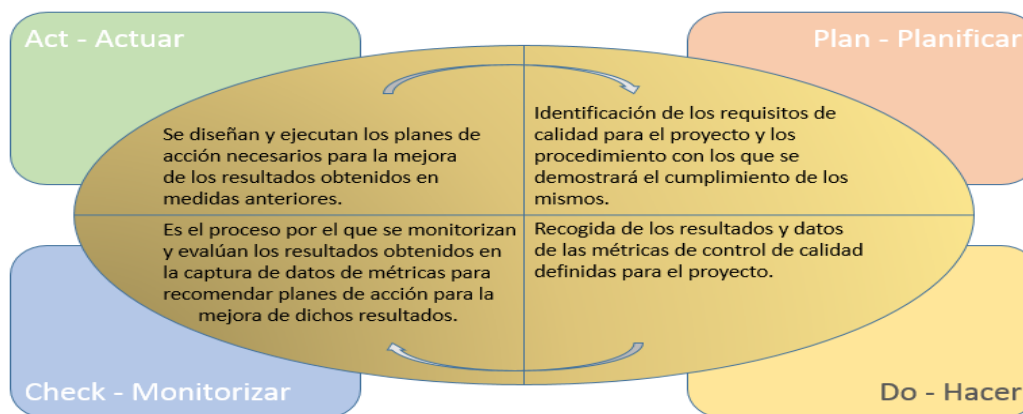 Act - Actuar
Plan - Planificar
Se diseñan y ejecutan los planes de
acción necesarios para la mejora
de los resultados obtenidos en
medidas anteriores.
Identificación de los requisitos de
calidad para el proyecto y los
procedimiento con los que se
demostrará el cumplimiento de los
mismos.
Es el proceso por el que se monitorizan
y evalúan los resultados obtenidos en
la captura de datos de métricas para
recomendar planes de acción para la
mejora de dichos resultados.
Recogida de los resultados y datos
de las métricas de control de calidad
definidas para el proyecto.
Check - Monitorizar
Do - Hacer